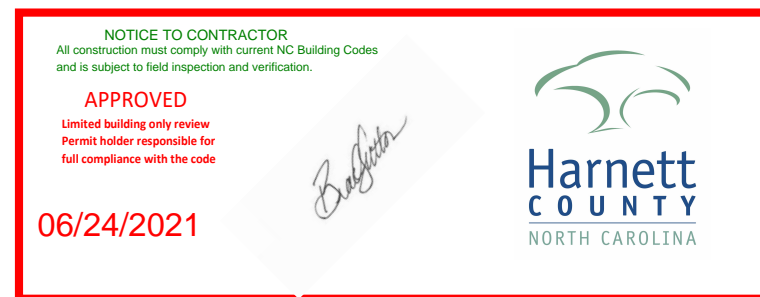 NOTICE TO CONTRACTOR
All construction must comply with current NC Building Codes
and is subject to field inspection and verification.
APPROVED
Limited building only review
Permit holder responsible for
full compliance with the code
06/24/2021
Brad Sutton
Harnett
COUNTY
NORTH CAROLINA